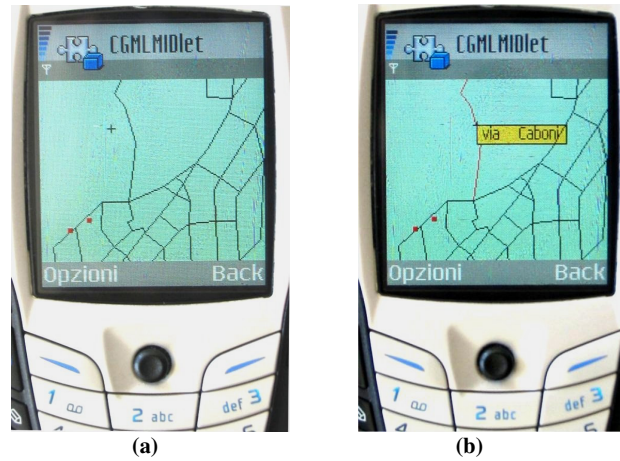 CGMLMIDlet
Opzioni Back
1
2 abc
def 3
(a)
CGMLMIDlet
via Caboni
Opzioni Back
1
2 abc
def 3
(b)